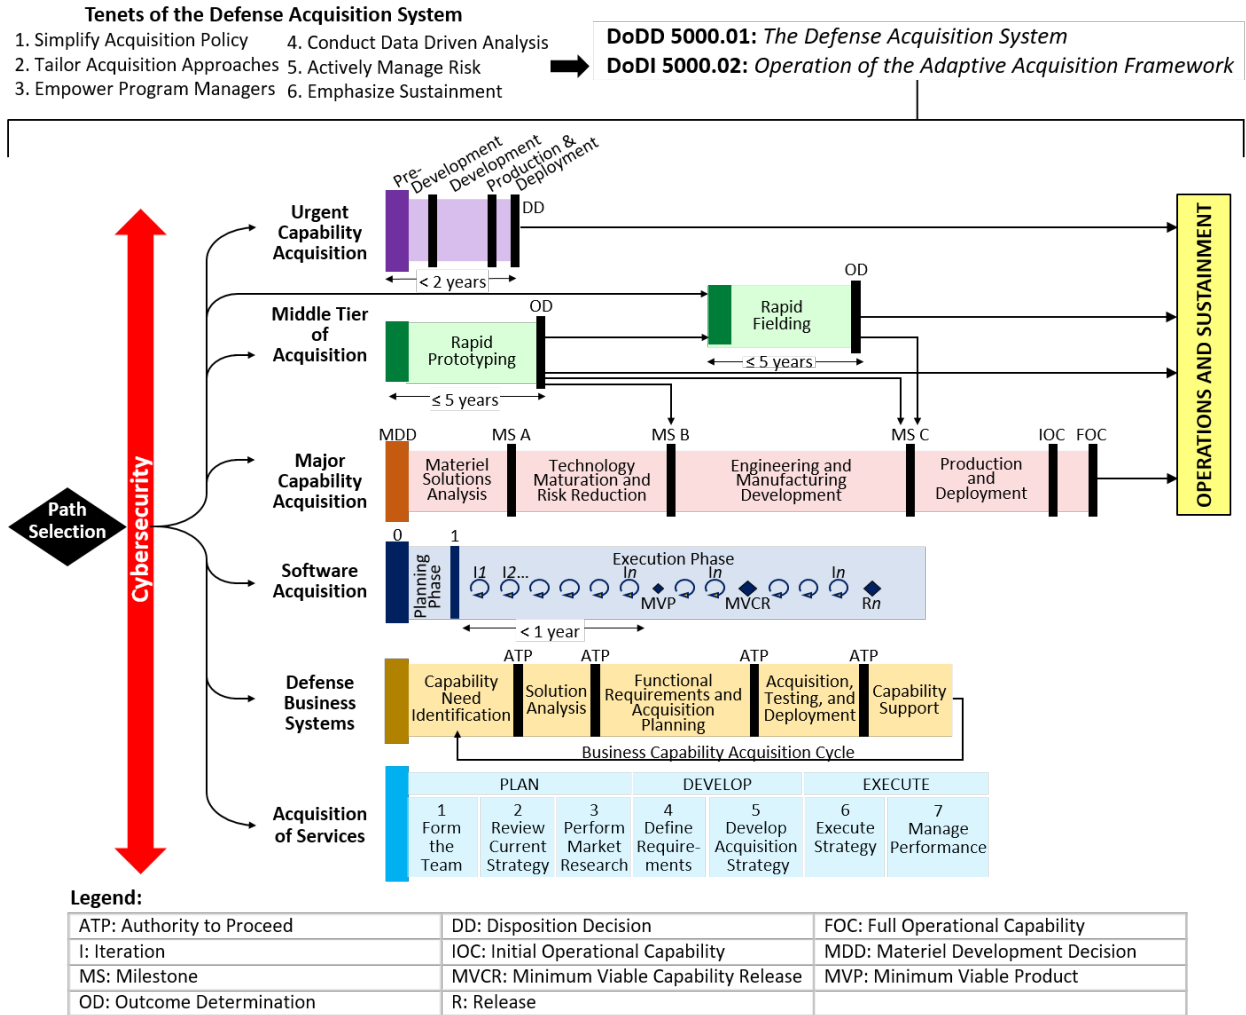 Tenets of the Defense Acquisition System
1. Simplify Acquisition Policy
2. Tailor Acquisition Approaches
3. Empower Program Managers
4. Conduct Data Driven Analysis
5. Actively Manage Risk
6. Emphasize Sustainment
DoDD 5000.01: The Defense Acquisition System
DoDI 5000.02: Operation of the Adaptive Acquisition Framework
Path
Selection
Cybersecurity
Urgent
Capability
Acquisition
Pre-
Development
Development
Production &
Deployment
DD
< 2 years
Middle Tier
of
Acquisition
Rapid
Prototyping
OD
≤ 5 years
Rapid
Fielding
OD
≤ 5 years
Major
Capability
Acquisition
MDD
MS A
MS B
MS C
IOC
FOC
Materiel
Solutions
Analysis
Technology
Maturation and
Risk Reduction
Engineering and
Manufacturing
Development
Production
and
Deployment
OPERATIONS AND SUSTAINMENT
Software
Acquisition
0
1
Planning
Phase
Execution Phase
I1
I2...
In
In
In
MVP
MVCR
Rn
< 1 year
Defense
Business
Systems
ATP
ATP
ATP
ATP
Capability
Need
Identification
Solution
Analysis
Functional
Requirements and
Acquisition
Planning
Acquisition,
Testing, and
Deployment
Capability
Support
Business Capability Acquisition Cycle
Acquisition
of Services
PLAN
DEVELOP
EXECUTE
1
Form
the
Team
2
Review
Current
Strategy
3
Perform
Market
Research
4
Define
Require-
ments
5
Develop
Acquisition
Strategy
6
Execute
Strategy
7
Manage
Performance
Legend:
ATP: Authority to Proceed
DD: Disposition Decision
FOC: Full Operational Capability
I: Iteration
IOC: Initial Operational Capability
MDD: Materiel Development Decision
MS: Milestone
MVCR: Minimum Viable Capability Release
MVP: Minimum Viable Product
OD: Outcome Determination
R: Release